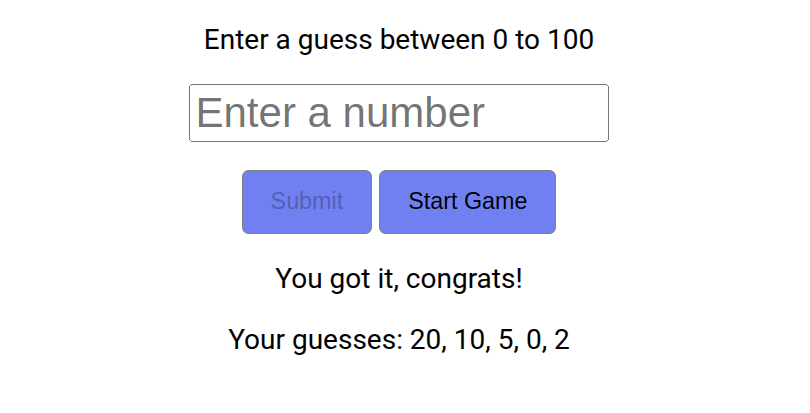 Enter a guess between 0 to 100
Enter a number
Submit Start Game
You got it, congrats!
Your guesses: 20, 10, 5, 0, 2